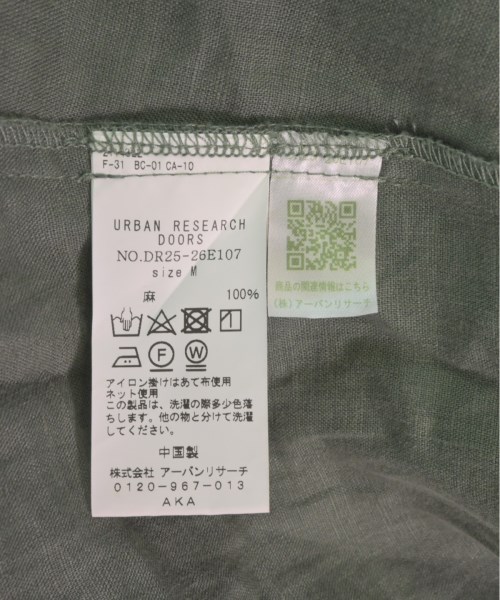 F-31 BC-01 CA-10
URBAN RESEARCH
DOORS
NO.DR25-26E107
size M
麻 100%
F W
アイロン掛けはあて布使用
ネット使用
この製品は、洗濯の際多少色落
ちします。他の物と分けて洗濯
してください。
中国製
株式会社 アーバンリサーチ
0120-967-013
AKA
商品の関連情報はこちら
(株)アーバンリサーチ